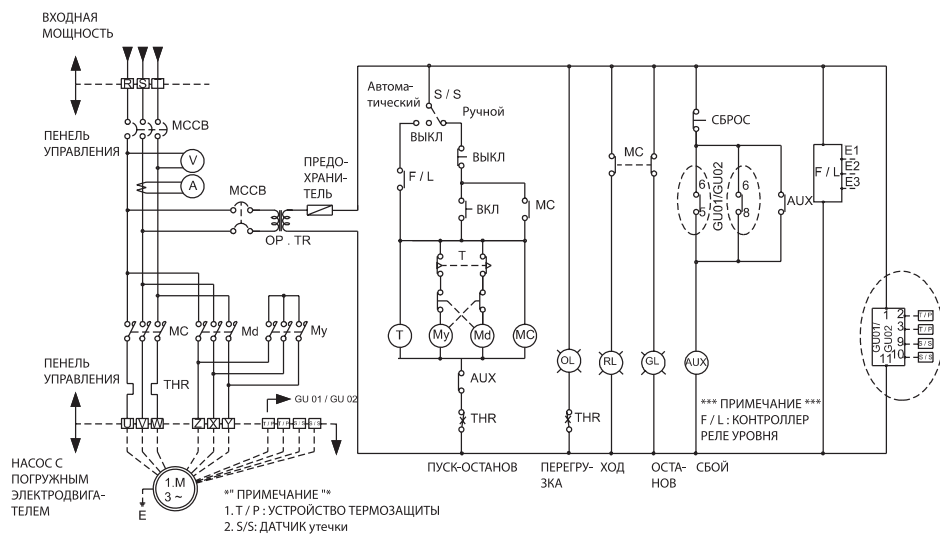 ВХОДНАЯ
МОЩНОСТЬ
R S T
MCCB
ПЕНЕЛЬ
УПРАВЛЕНИЯ
V
A
MCCB
ПРЕДО-
ХРАНИ-
ТЕЛЬ
OP . TR
MC
Md
My
ПЕНЕЛЬ
УПРАВЛЕНИЯ
THR
GU 01 / GU 02
U V W
Z X Y
T / P T / P S / S S / S
НАСОС С
ПОГРУЖНЫМ
ЭЛЕКТРОДВИГА-
ТЕЛЕМ
1.M
3 ~
E
*" ПРИМЕЧАНИЕ "*
1. T / P : УСТРОЙСТВО ТЕРМОЗАЩИТЫ
2. S/S: ДАТЧИК утечки
Автома-
тический
S / S
Ручной
ВЫКЛ
ВЫКЛ
F / L
ВКЛ
MC
T
T
My
Md
MC
AUX
THR
ПУСК-ОСТАНОВ
OL
THR
ПЕРЕГРУ-
ЗКА
MC
RL
ХОД
GL
ОСТА-
НОВ
СБРОС
6
5
GU01/GU02
6
8
AUX
AUX
СБОЙ
F / L
E1
E2
E3
*** ПРИМЕЧАНИЕ ***
F / L : КОНТРОЛЛЕР
РЕЛЕ УРОВНЯ
GU01/
GU02
1 2 T / P
3 T / P
9 S / S
10 S / S
11